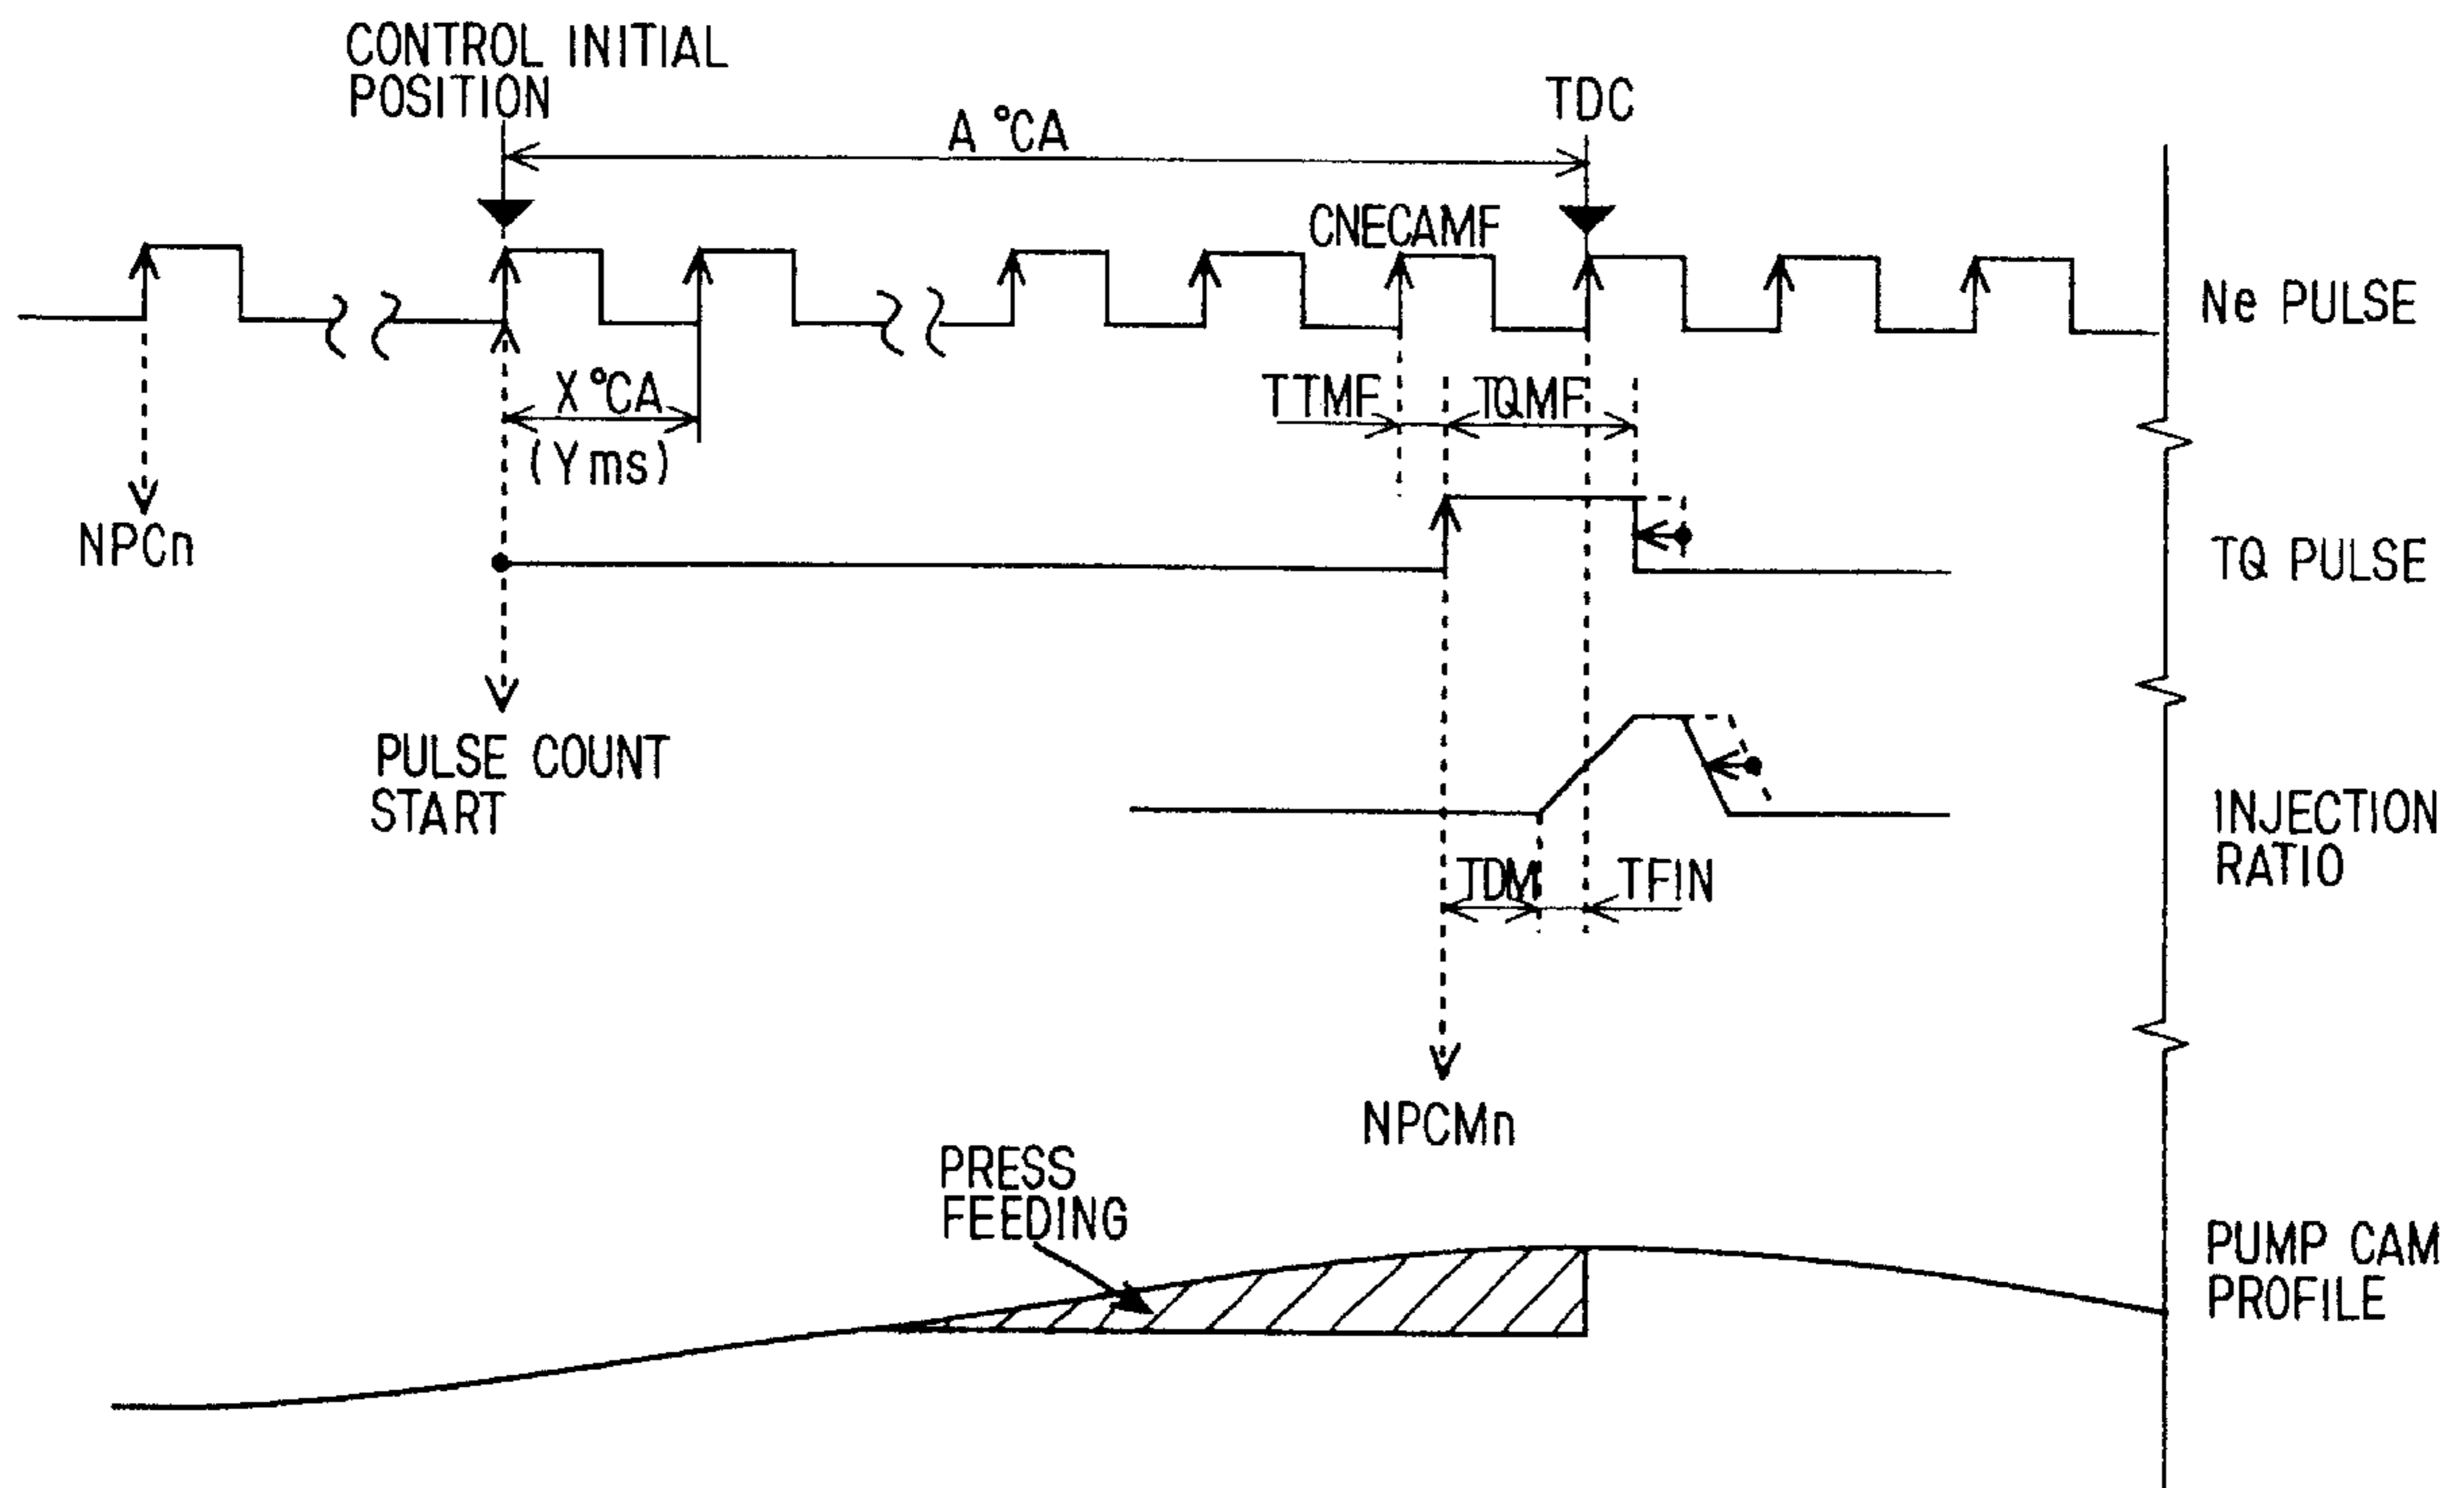 CONTROL INITIAL
POSITION
TDC
A °CA
CNECAMF
Ne PULSE
X °CA
(Y ms)
TTMF
TQMF
NPCn
TQ PULSE
PULSE COUNT
START
INJECTION
RATIO
TDM
TFIN
NPCMn
PRESS
FEEDING
PUMP CAM
PROFILE